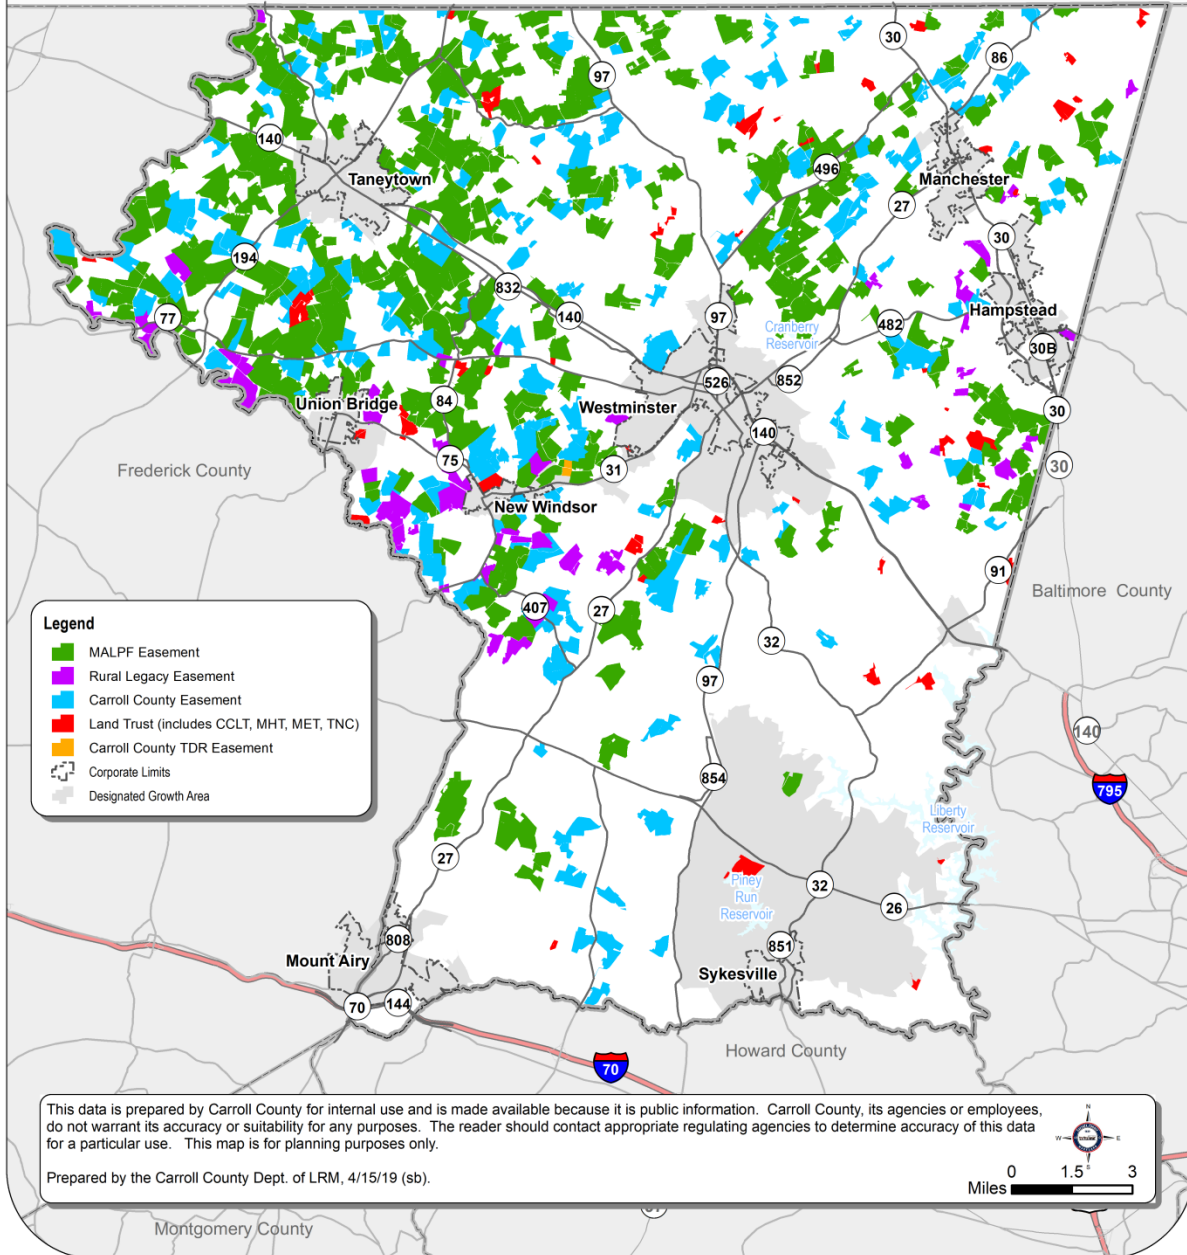 30
86
97
140
Taneytown
496
Manchester
27
30
194
832
77
140
97
Cranberry
Reservoir
482
Hampstead
30B
526
852
84
Union Bridge
Westminster
30
140
75
31
30
Frederick County
New Windsor
91
Baltimore County
407
27
32
97
Legend
MALPF Easement
Rural Legacy Easement
Carroll County Easement
Land Trust (includes CCLT, MHT, MET, TNC)
Carroll County TDR Easement
Corporate Limits
Designated Growth Area
140
854
795
Liberty
Reservoir
27
Piney
Run
Reservoir
32
26
808
851
Mount Airy
Sykesville
70
144
Howard County
70
This data is prepared by Carroll County for internal use and is made available because it is public information. Carroll County, its agencies or employees,
do not warrant its accuracy or suitability for any purposes. The reader should contact appropriate regulating agencies to determine accuracy of this data
for a particular use. This map is for planning purposes only.
Prepared by the Carroll County Dept. of LRM, 4/15/19 (sb).
N
W
E
S
0 1.5 3
Miles
Montgomery County